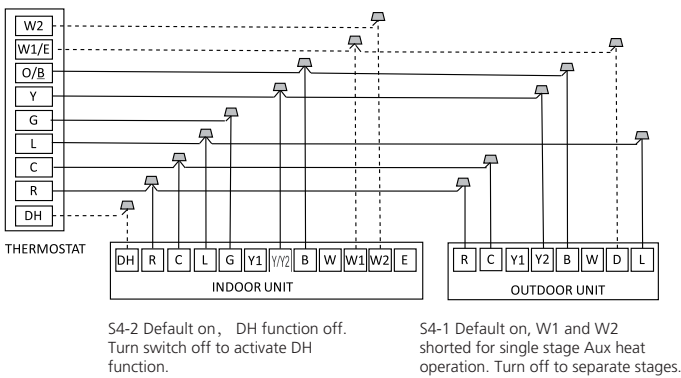 W2
W1/E
O/B
Y
G
L
C
R
DH
THERMOSTAT
DH R C L G Y1 Y/Y2 B W W1 W2 E
INDOOR UNIT
R C Y1 Y2 B W D L
OUTDOOR UNIT
S4-2 Default on, DH function off.
Turn switch off to activate DH
function.
S4-1 Default on, W1 and W2
shorted for single stage Aux heat
operation. Turn off to separate stages.